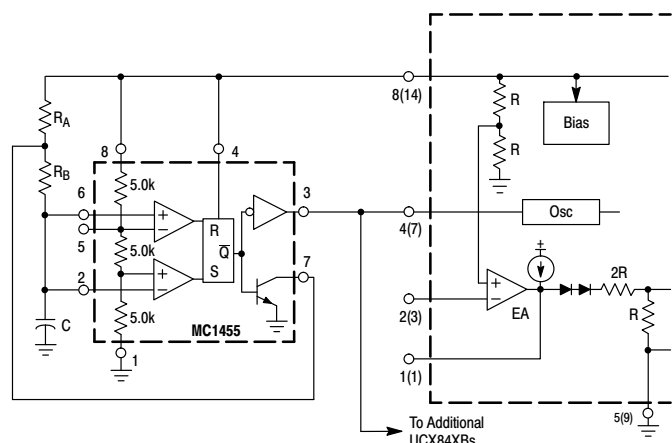 8(14)
R
R
Bias
RA
RB
8
4
5.0k
6
3
+
−
R
Q
S
5
5.0k
+
−
2
7
5.0k
C
MC1455
1
4(7)
Osc
+
2(3)
+
−
EA
2R
R
1(1)
5(9)
To Additional
UCX84XBs